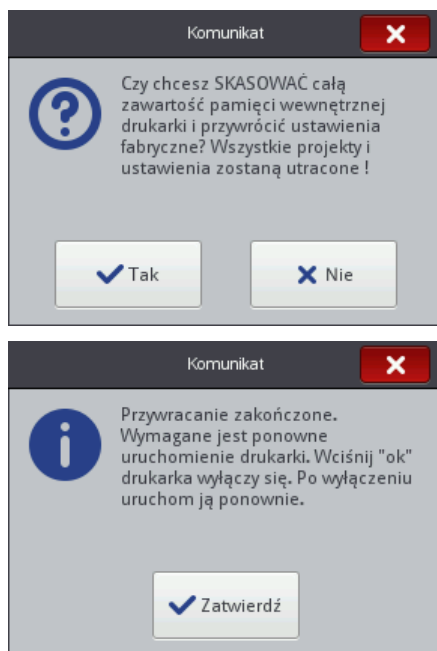 Komunikat
Czy chcesz SKASOWAĆ całą
zawartość pamięci wewnętrznej
drukarki i przywrócić ustawienia
fabryczne? Wszystkie projekty i
ustawienia zostaną utracone !
Tak
Nie
Komunikat
Przywracanie zakończone.
Wymagane jest ponowne
uruchomienie drukarki. Wciśnij "ok"
drukarka wyłączy się. Po wyłączeniu
uruchom ją ponownie.
Zatwierdź